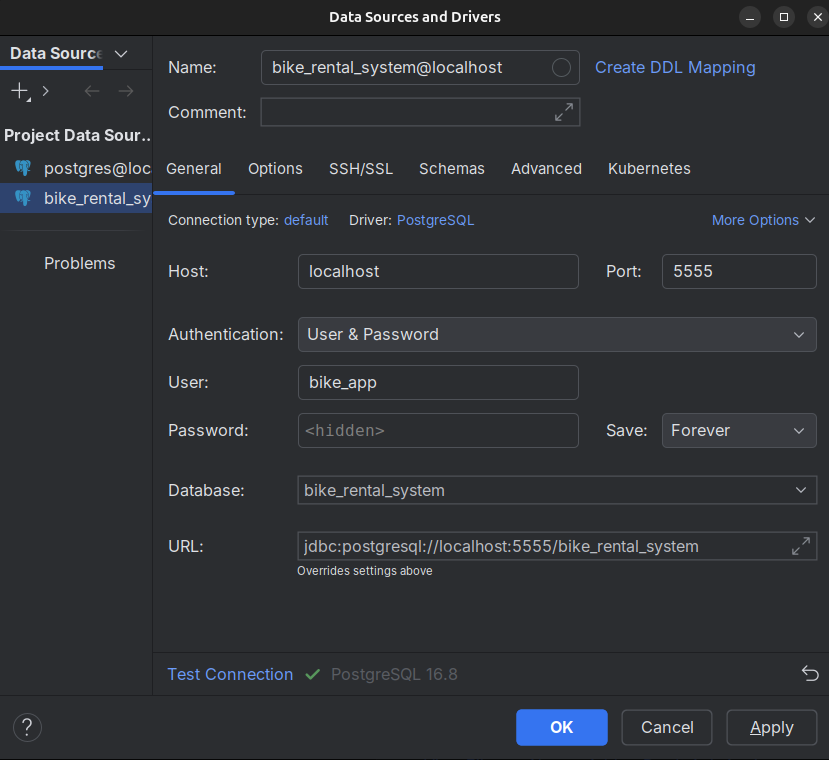 Data Sources and Drivers
Data Sourc
Name: bike_rental_system@localhost Create DDL Mapping
Comment:
Project Data Sour..
postgres@loc
bike_rental_sy
Problems
General Options SSH/SSL Schemas Advanced Kubernetes
Connection type: default Driver: PostgreSQL More Options
Host: localhost Port: 5555
Authentication: User & Password
User: bike_app
Password: <hidden> Save: Forever
Database: bike_rental_system
URL: jdbc:postgresql://localhost:5555/bike_rental_system
Overrides settings above
Test Connection PostgreSQL 16.8
? OK Cancel Apply